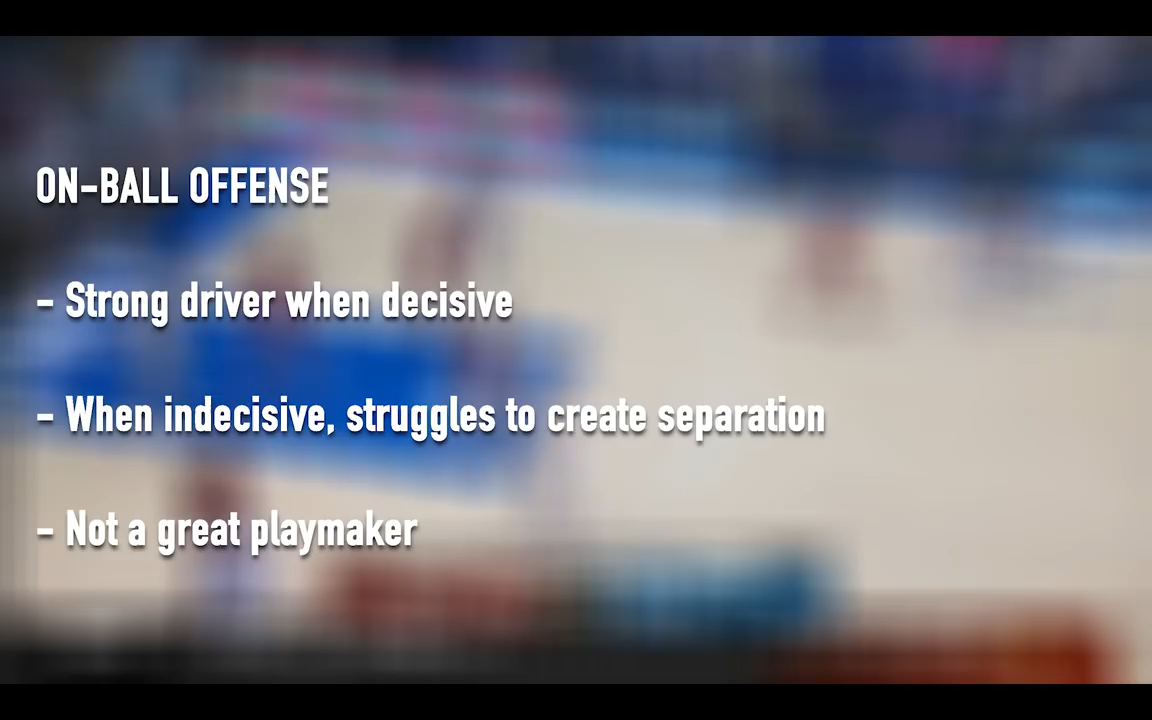 ON-BALL OFFENSE
- Strong driver when decisive
- When indecisive, struggles to create separation
- Not a great playmaker